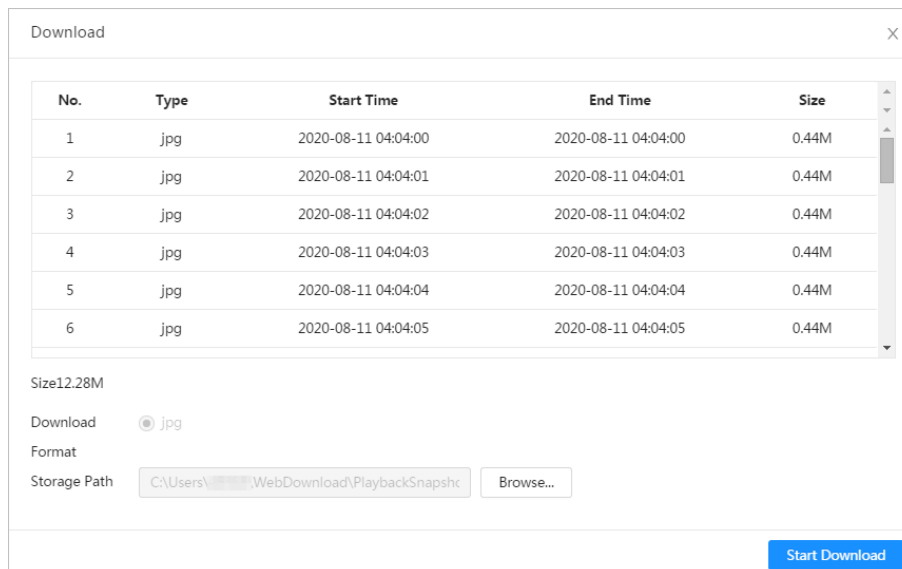 Download X
No. Type Start Time End Time Size
1 jpg 2020-08-11 04:04:00 2020-08-11 04:04:00 0.44M
2 jpg 2020-08-11 04:04:01 2020-08-11 04:04:01 0.44M
3 jpg 2020-08-11 04:04:02 2020-08-11 04:04:02 0.44M
4 jpg 2020-08-11 04:04:03 2020-08-11 04:04:03 0.44M
5 jpg 2020-08-11 04:04:04 2020-08-11 04:04:04 0.44M
6 jpg 2020-08-11 04:04:05 2020-08-11 04:04:05 0.44M
Size12.28M
Download jpg
Format
Storage Path C:\Users\ WebDownload\PlaybackSnapsho Browse...
Start Download